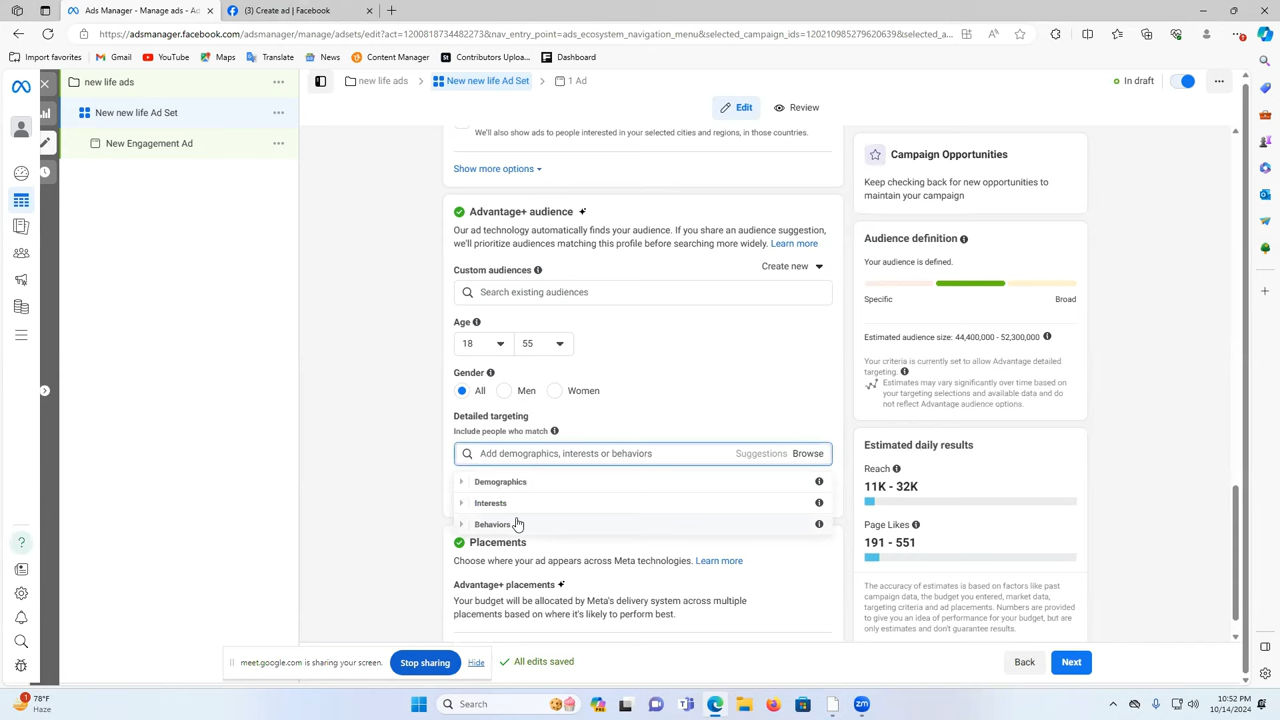 Meta Ads Manager - Manage ads - Ad
(3) Create ad | Facebook
https://adsmanager.facebook.com/adsmanager/manage/adsets/edit?act=1200818734482273&nav_entry_point=ads_ecosystem_navigation_menu&selected_campaign_ids=120210985279620639&selected_a...
Import favorites
Gmail
YouTube
Maps
Trading
News
Content Manager
Contributors Uploa...
Dashboard
new life ads
new life ads
New new life Ad Set
1 Ad
In draft
New new life Ad Set
Edit
Review
New Engagement Ad
We'll also show ads to people interested in your selected cities and regions, in those countries.
Show more options
Advantage+ audience
Our ad technology automatically finds your audience. If you share an audience suggestion,
we'll prioritize audiences matching this profile before searching more widely. Learn more
Custom audiences
Create new
Search existing audiences
Age
18
55
Gender
All
Men
Women
Detailed targeting
Include people who match
Add demographics, interests or behaviors
Suggestions
Browse
Demographics
Interests
Behaviors
Placements
Choose where your ad appears across Meta technologies. Learn more
Advantage+ placements
Your budget will be allocated by Meta's delivery system across multiple
placements based on where it's likely to perform best.
Campaign Opportunities
Keep checking back for new opportunities to
maintain your campaign
Audience definition
Your audience is defined.
Specific
Broad
Estimated audience size: 44,400,000 - 52,300,000
Your criteria is currently set to allow Advantage detailed
targeting.
Estimates may vary significantly over time based on
your targeting selections and available data and do
not reflect Advantage audience options.
Estimated daily results
Reach
11K - 32K
Page Likes
191 - 551
The accuracy of estimates is based on factors like past
campaign data, the budget you entered, market data,
targeting criteria and ad placements. Numbers are provided
to give you an idea of performance for your budget, but are
only estimates and don't guarantee results.
meet.google.com is sharing your screen.
Stop sharing
Hide
All edits saved
Back
Next
1
78°F
Haze
Search
zm
10:52 PM
10/14/2024